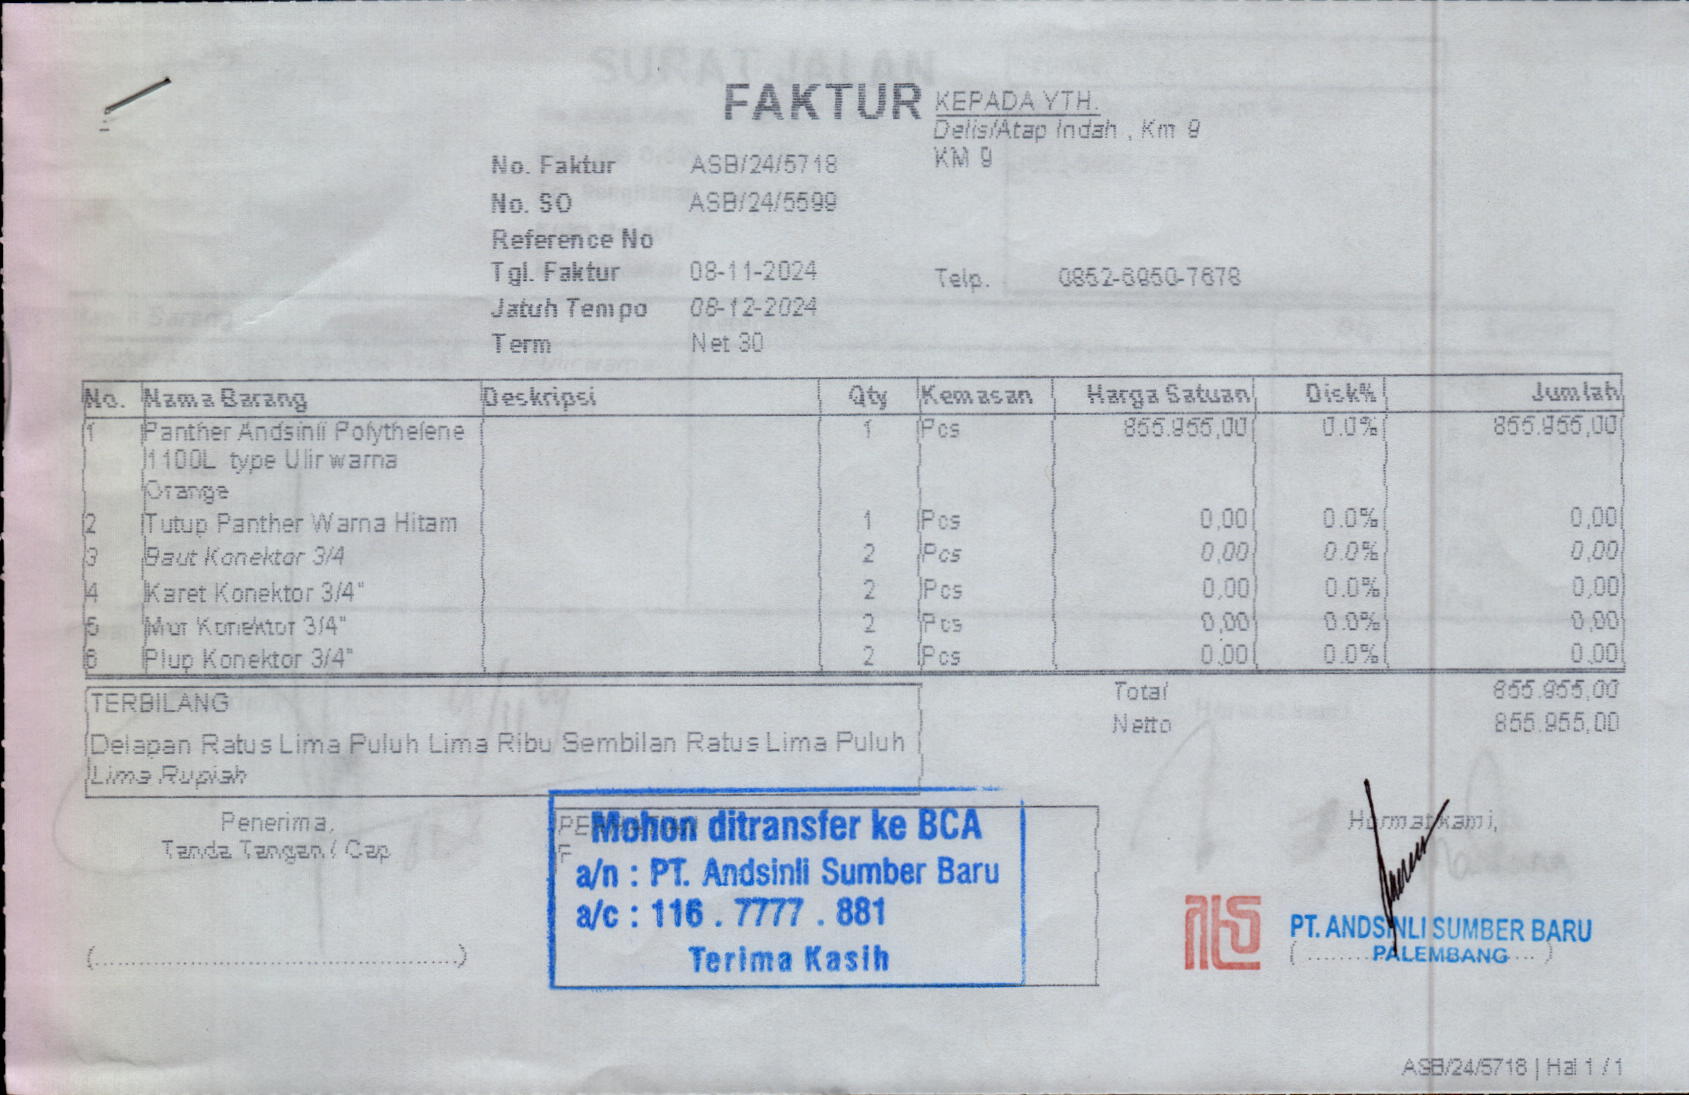 FAKTUR
KEPADA YTH.
Delis/Atap Indah , Km 9
KM 9
No. Faktur ASB/24/5718
No. SO ASB/24/5599
Reference No
Tgl. Faktur 08-11-2024
Telp. 0852-6950-7678
Jatuh Tempo 08-12-2024
Term Net 30
No. Nama Barang Deskripsi Qty Kemasan Harga Satuan Disk% Jumlah
1 Panther Andsinli Polythelene 1 Pcs 855.955,00 0.0% 855.955,00
1100L type Ulir warna
Orange
2 Tutup Panther Warna Hitam 1 Pcs 0,00 0.0% 0,00
3 Baut Konektor 3/4 2 Pcs 0,00 0.0% 0,00
4 Karet Konektor 3/4" 2 Pcs 0,00 0.0% 0,00
5 Mur Konektor 3/4" 2 Pcs 0,00 0.0% 0,00
6 Plup Konektor 3/4" 2 Pcs 0,00 0.0% 0,00
Total 855.955,00
Netto 855.955,00
TERBILANG
Delapan Ratus Lima Puluh Lima Ribu Sembilan Ratus Lima Puluh
Lima Rupiah
Penerima,
Tanda Tangan / Cap
(..............................................)
Mohon ditransfer ke BCA
a/n : PT. Andsinli Sumber Baru
a/c : 116 . 7777 . 881
Terima Kasih
Hormat kami,
PT. ANDSINLI SUMBER BARU
PALEMBANG
ASB/24/5718 | Hal 1 / 1
SURAT JALAN